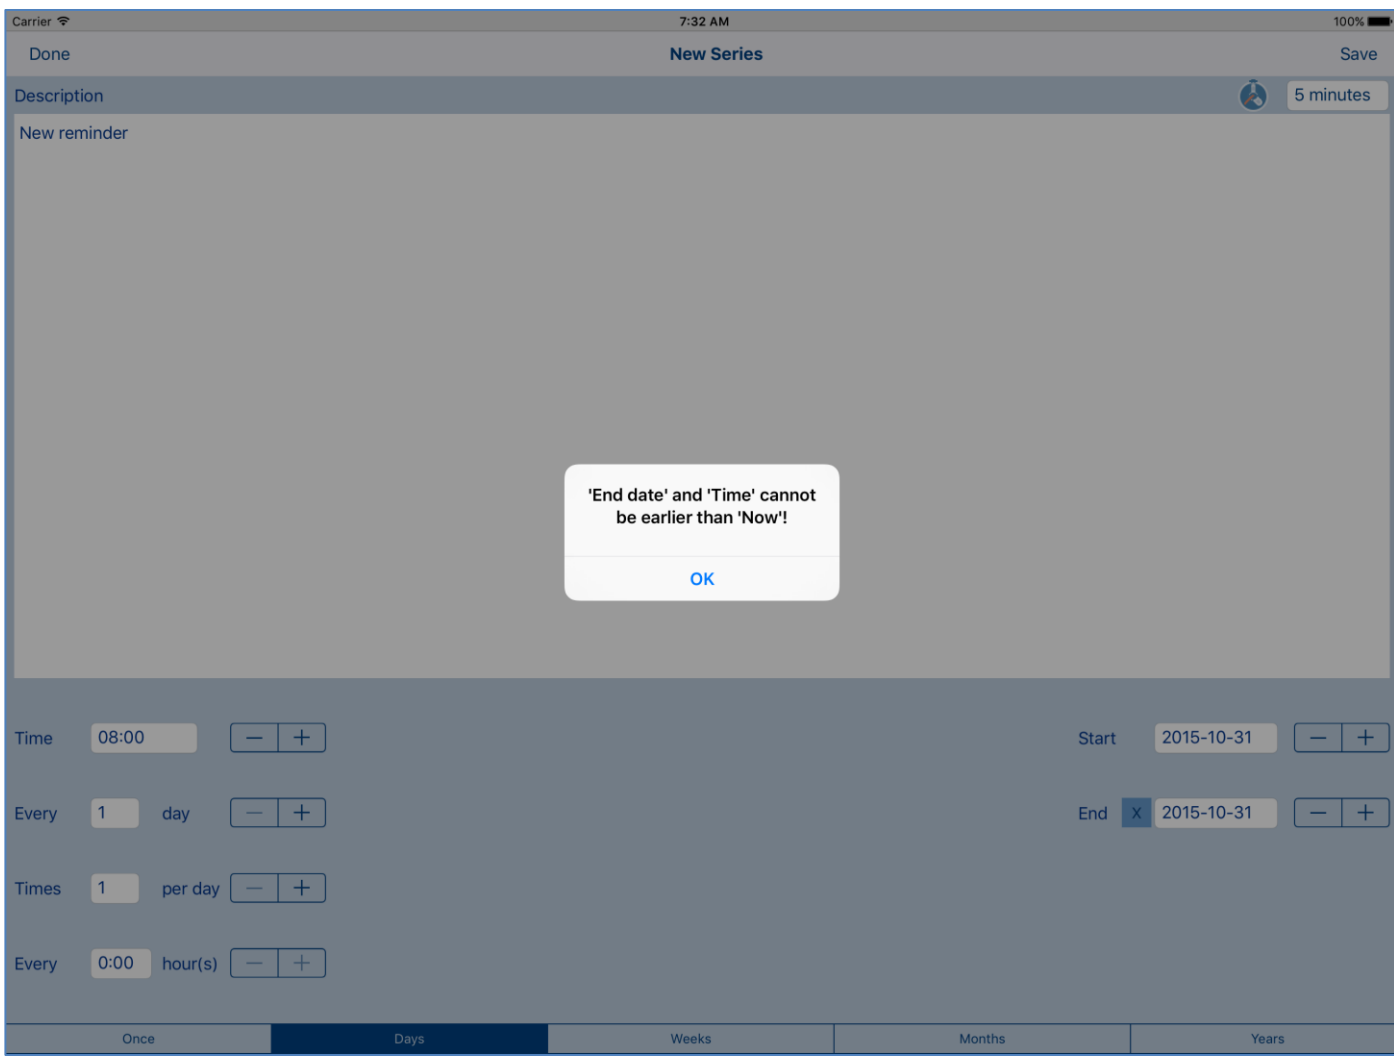 Carrier 7:32 AM 100%
Done New Series Save
Description 5 minutes
New reminder
'End date' and 'Time' cannot
be earlier than 'Now'!
OK
Time 08:00 Start 2015-10-31
Every 1 day End X 2015-10-31
Times 1 per day
Every 0:00 hour(s)
Once Days Weeks Months Years